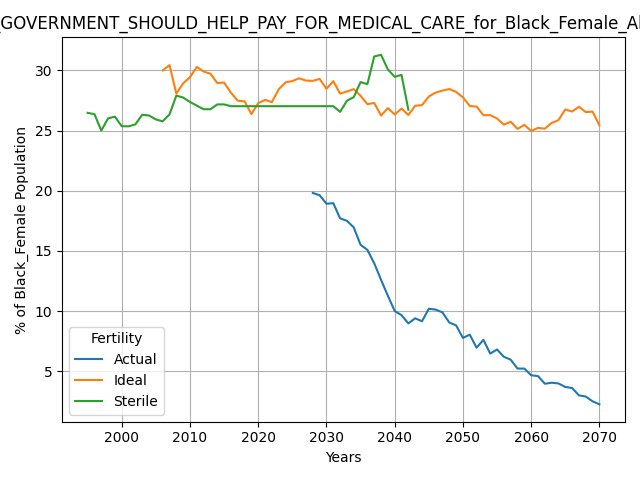 _GOVERNMENT_SHOULD_HELP_PAY_FOR_MEDICAL_CARE_for_Black_Female_Al
30
25
20
15
10
5
% of Black_Female Population
Fertility
Actual
Ideal
Sterile
2000 2010 2020 2030 2040 2050 2060 2070
Years